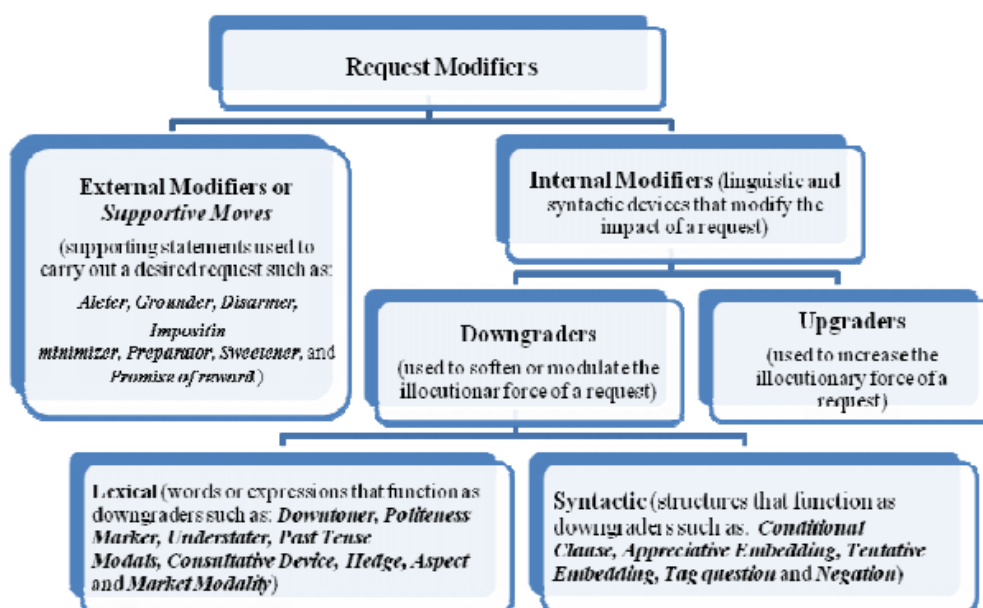 Request Modifiers
External Modifiers or
Supportive Moves
(supporting statements used to
carry out a desired request such as:
Aleter, Grounder, Disarmer,
Impositin
minimizer, Preparator, Sweetener, and
Promise of reward)
Internal Modifiers (linguistic and
syntactic devices that modify the
impact of a request)
Downgraders
(used to soften or modulate the
illocutionar force of a request)
Upgraders
(used to increase the
illocutionary force of a
request)
Lexical (words or expressions that function as
downgraders such as: Downtoner, Politeness
Marker, Understater, Past Tense
Modals, Consultative Device, Hedge, Aspect
and Market Modality)
Syntactic (structures that function as
downgraders such as. Conditional
Clause, Appreciative Embedding, Tentative
Embedding, Tag question and Negation)